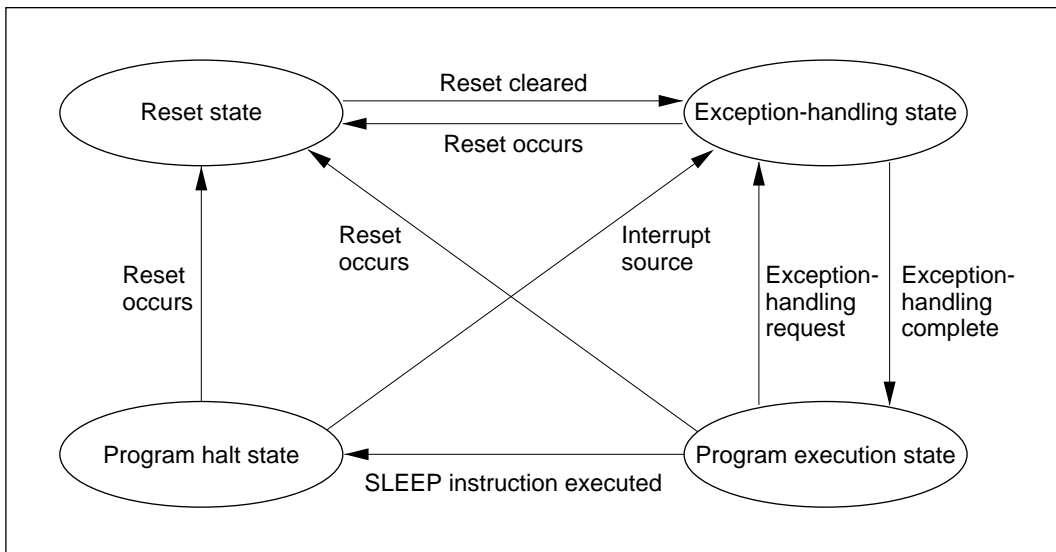 Reset cleared
Reset state
Exception-handling state
Reset occurs
Reset
occurs
Reset
occurs
Interrupt
source
Exception-
handling
request
Exception-
handling
complete
Program halt state
Program execution state
SLEEP instruction executed